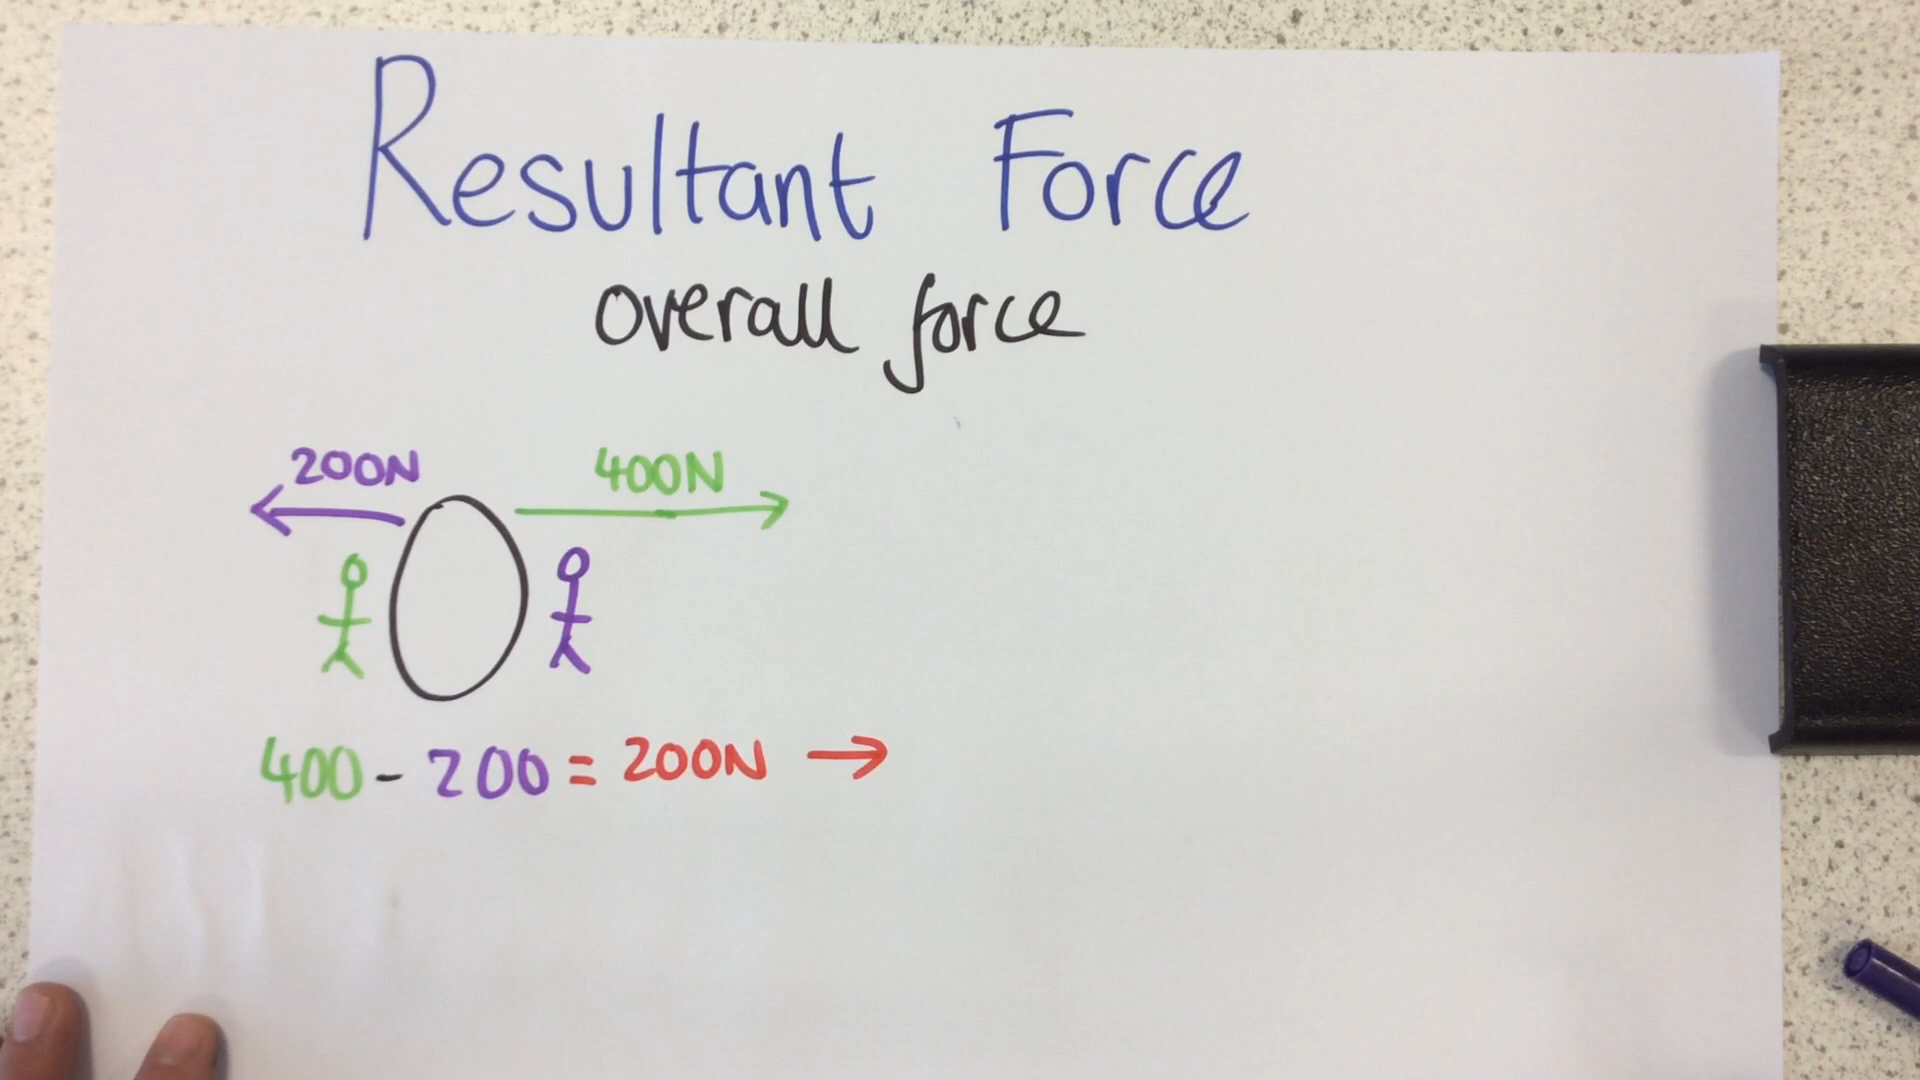 Resultant Force
overall force
200N 400N
400 - 200 = 200N →